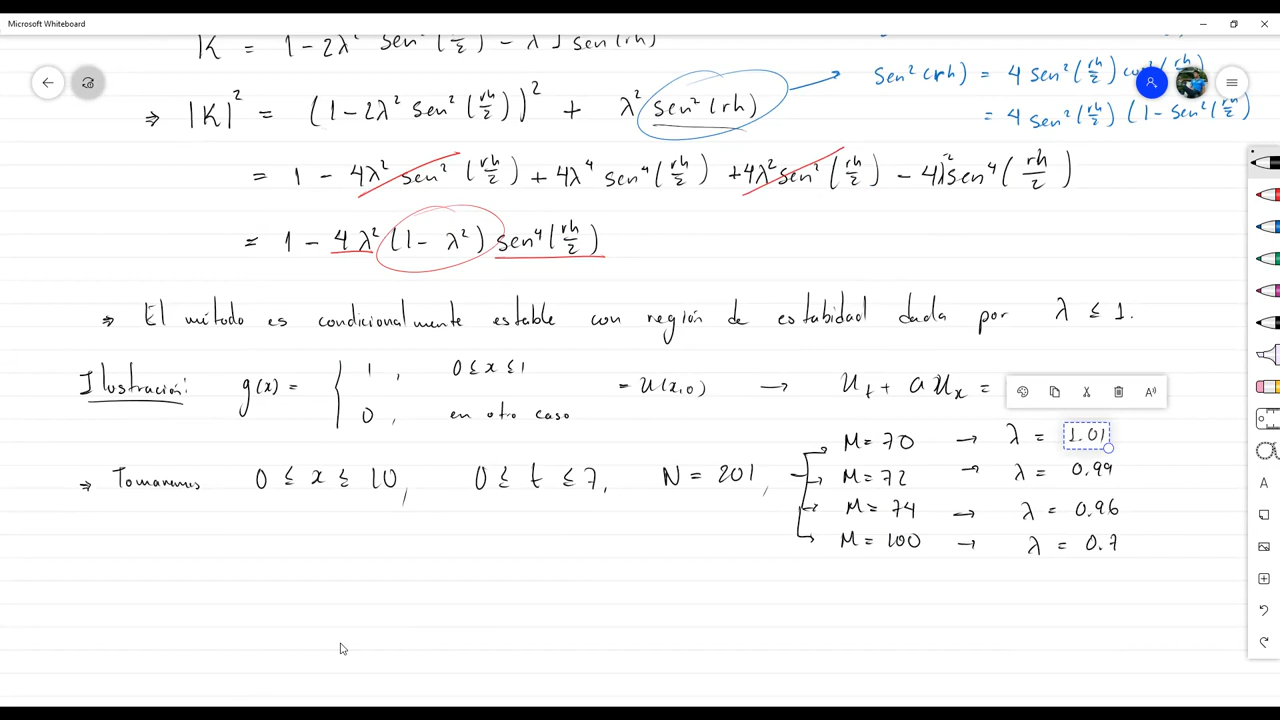 Microsoft Whiteboard
K = 1 - 2λ² sen²(rh/2) - λ J sen(rh)
sen²(rh) = 4 sen²(rh/2) cos²(rh/2)
= 4 sen²(rh/2) (1 - sen²(rh/2))
⇒ |K|² = (1 - 2λ² sen²(rh/2))² + λ² sen²(rh)
= 1 - 4λ² sen²(rh/2) + 4λ⁴ sen⁴(rh/2) + 4λ² sen²(rh/2) - 4λ² sen⁴(rh/2)
= 1 - 4λ² (1 - λ²) sen⁴(rh/2)
⇒ El método es condicionalmente estable con región de estabidad dada por λ ≤ 1.
Ilustración: g(x) = { 1, 0 ≤ x ≤ 1
0, en otro caso
= u(x,0) → u_t + a u_x =
⇒ Tomaremos 0 ≤ x ≤ 10, 0 ≤ t ≤ 7, N = 201,
M = 70 → λ = 1.01
M = 72 → λ = 0.99
M = 74 → λ = 0.96
M = 100 → λ = 0.7